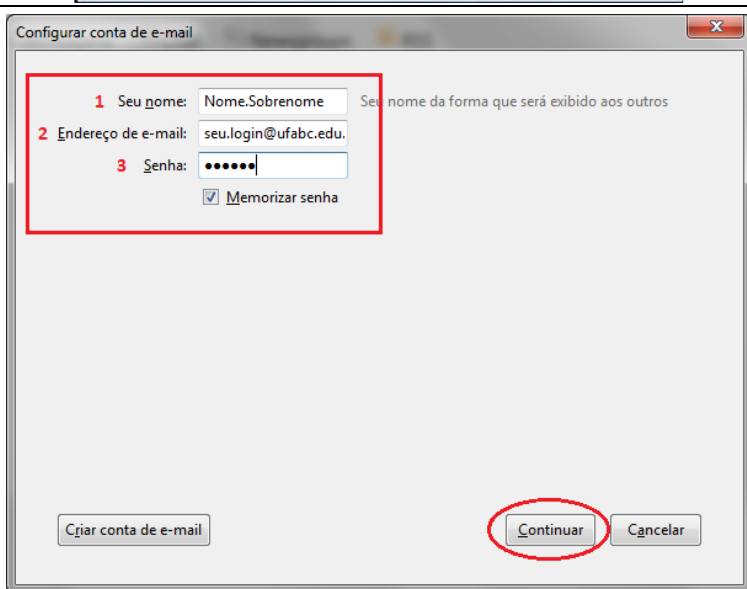 Configurar conta de e-mail
1 Seu nome: Nome.Sobrenome Seu nome da forma que será exibido aos outros
2 Endereço de e-mail: seu.login@ufabc.edu.
3 Senha: ••••••
Memorizar senha
Criar conta de e-mail Continuar Cancelar